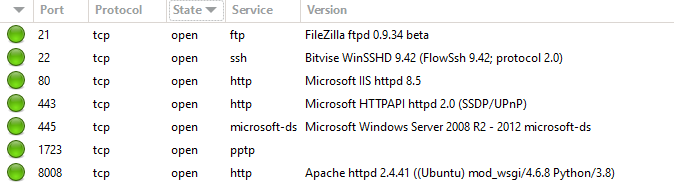 Port Protocol State Service Version
21 tcp open ftp FileZilla ftpd 0.9.34 beta
22 tcp open ssh Bitvise WinSSHD 9.42 (FlowSsh 9.42; protocol 2.0)
80 tcp open http Microsoft IIS httpd 8.5
443 tcp open http Microsoft HTTPAPI httpd 2.0 (SSDP/UPnP)
445 tcp open microsoft-ds Microsoft Windows Server 2008 R2 - 2012 microsoft-ds
1723 tcp open pptp
8008 tcp open http Apache httpd 2.4.41 ((Ubuntu) mod_wsgi/4.6.8 Python/3.8)